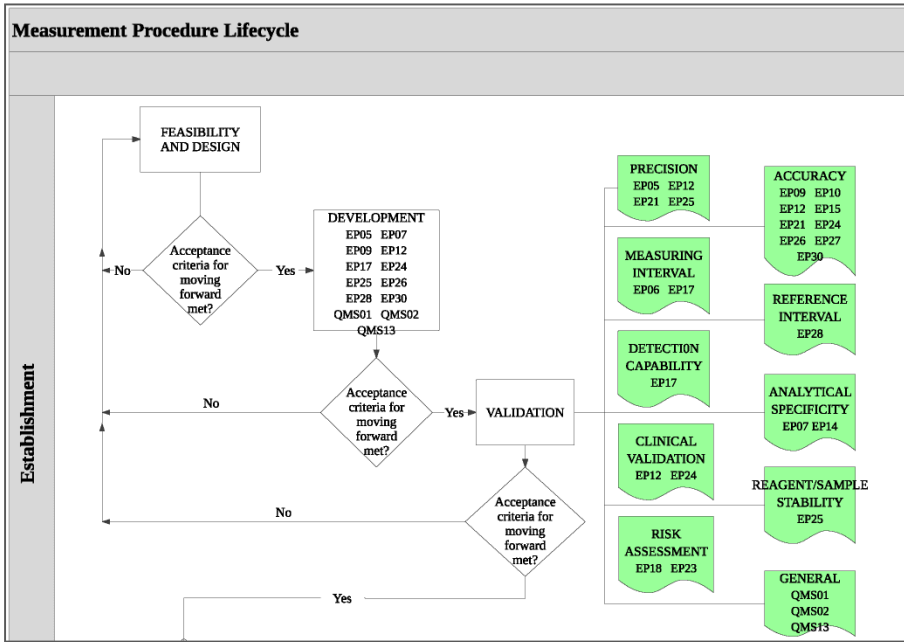 Measurement Procedure Lifecycle
Establishment
FEASIBILITY
AND DESIGN
Acceptance
criteria for
moving
forward
met?
No
Yes
DEVELOPMENT
EP05 EP07
EP09 EP12
EP17 EP24
EP25 EP26
EP28 EP30
QMS01 QMS02
QMS13
Acceptance
criteria for
moving
forward
met?
No
Yes
VALIDATION
Acceptance
criteria for
moving
forward
met?
No
Yes
PRECISION
EP05 EP12
EP21 EP25
ACCURACY
EP09 EP10
EP12 EP15
EP21 EP24
EP26 EP27
EP30
MEASURING
INTERVAL
EP06 EP17
REFERENCE
INTERVAL
EP28
DETECTI0N
CAPABILITY
EP17
ANALYTICAL
SPECIFICITY
EP07 EP14
CLINICAL
VALIDATION
EP12 EP24
REAGENT/SAMPLE
STABILITY
EP25
RISK
ASSESSMENT
EP18 EP23
GENERAL
QMS01
QMS02
QMS13